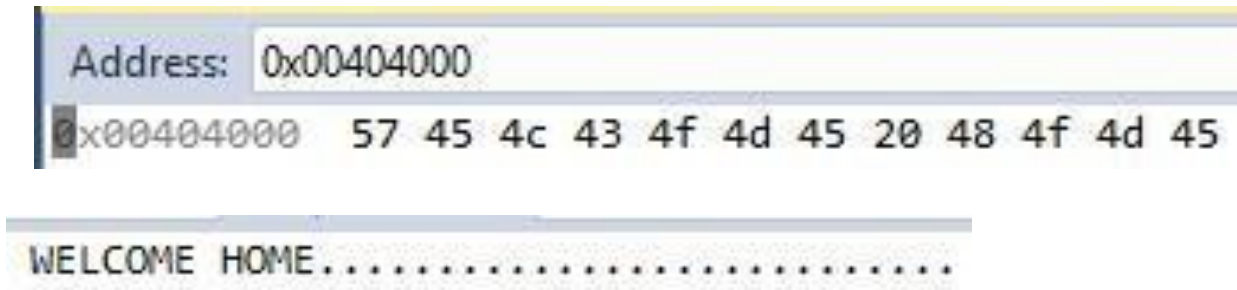 Address: 0x00404000
0x00404000 57 45 4c 43 4f 4d 45 20 48 4f 4d 45
WELCOME HOME...........................